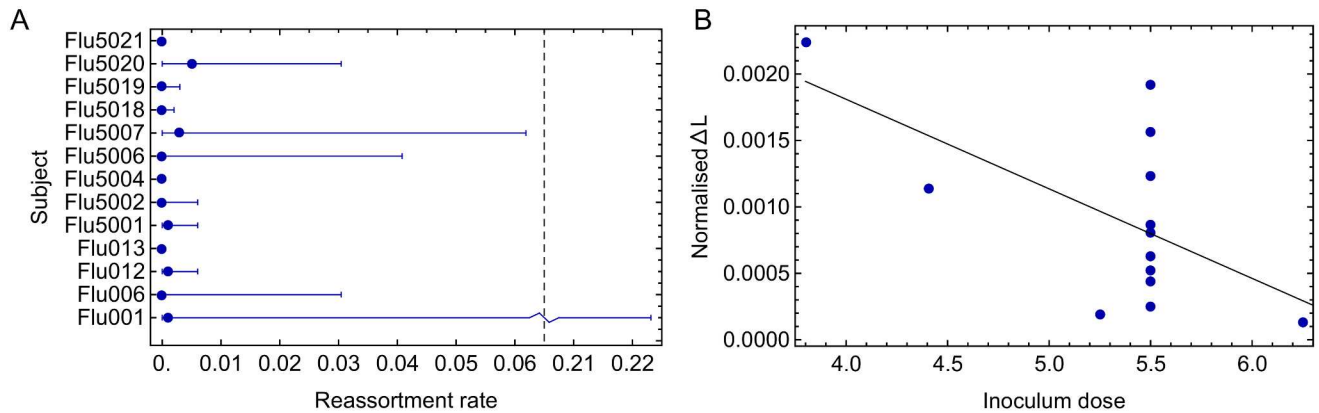 A
Subject
Flu5021
Flu5020
Flu5019
Flu5018
Flu5007
Flu5006
Flu5004
Flu5002
Flu5001
Flu013
Flu012
Flu006
Flu001
0. 0.01 0.02 0.03 0.04 0.05 0.06 0.21 0.22
Reassortment rate
B
Normalised ΔL
0.0020
0.0015
0.0010
0.0005
0.0000
4.0 4.5 5.0 5.5 6.0
Inoculum dose